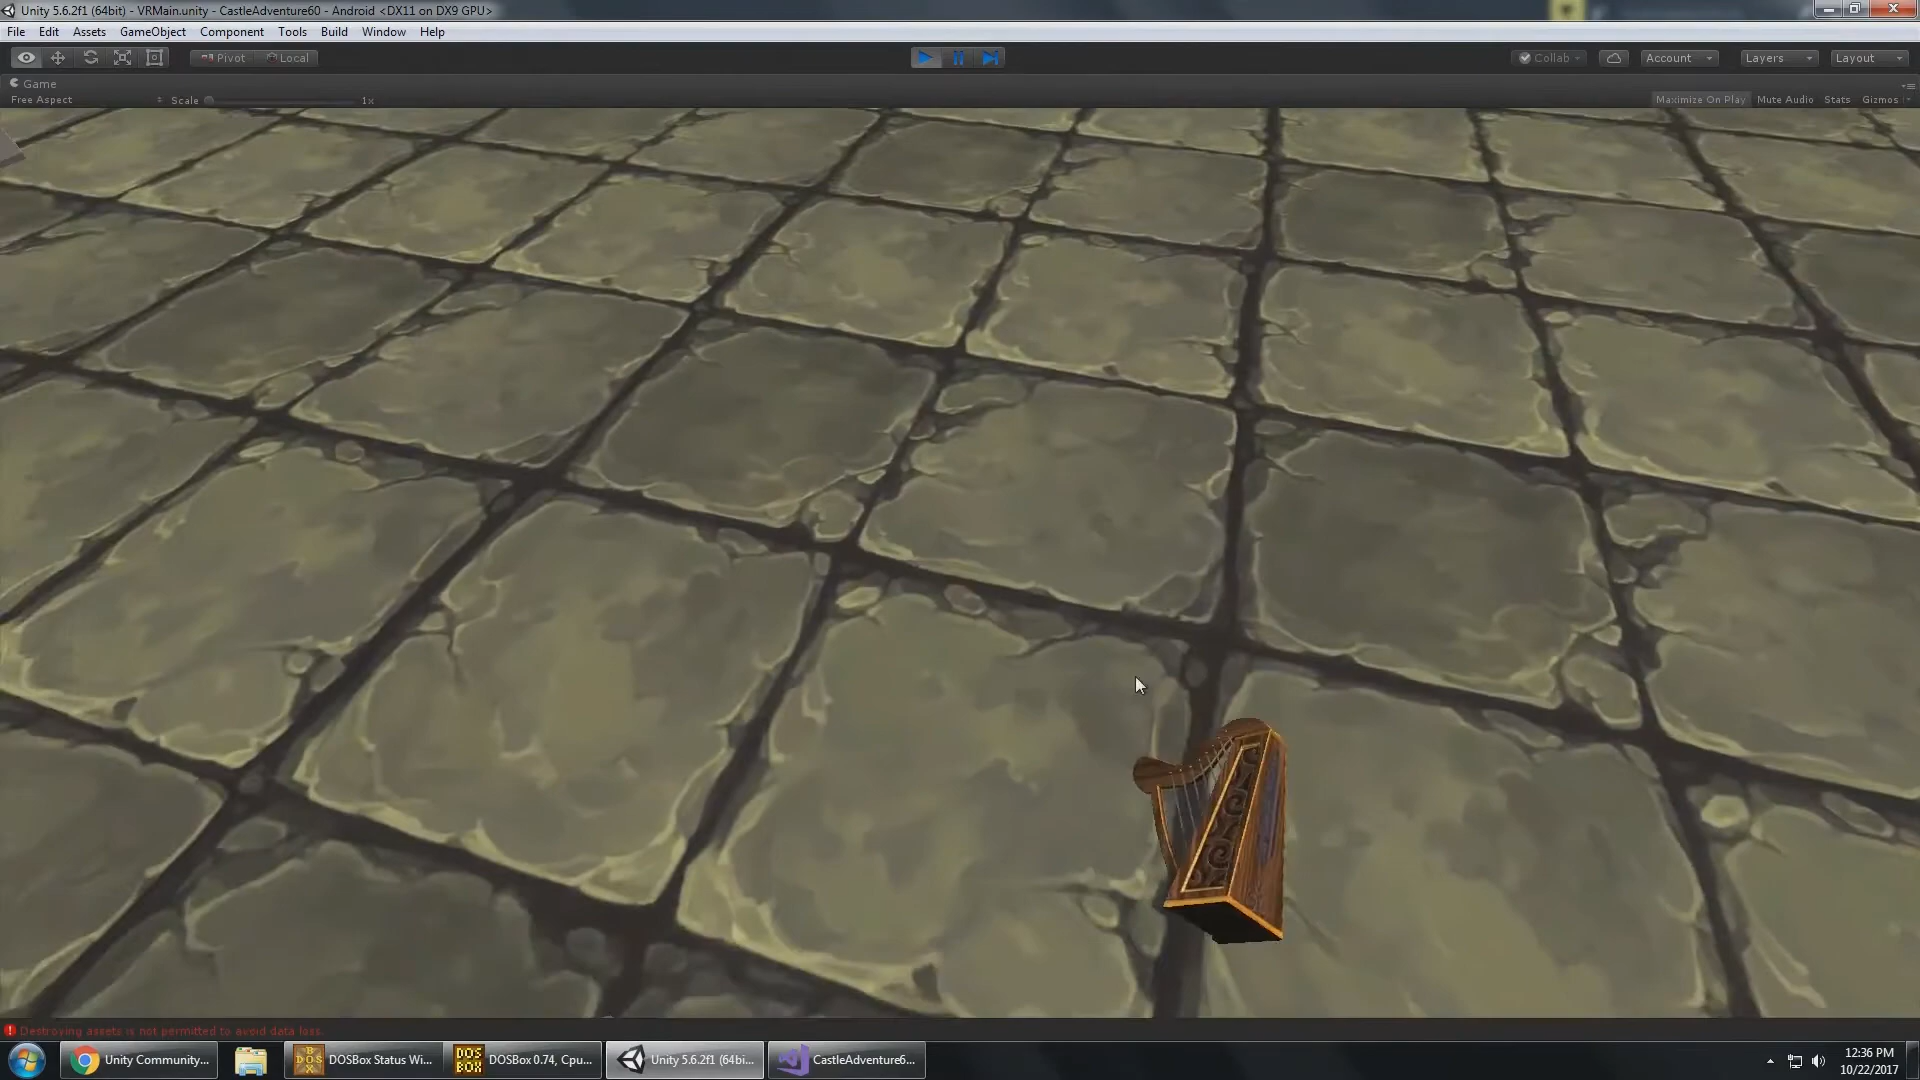 Unity 5.6.2f1 (64bit) - VRMain.unity - CastleAdventure60 - Android <DX11 on DX9 GPU>
File Edit Assets GameObject Component Tools Build Window Help
Pivot Local Collab Account Layers Layout
Game
Free Aspect Scale 1x Maximize On Play Mute Audio Stats Gizmos
Destroying assets is not permitted to avoid data loss.
Unity Community... DOSBox Status Wi... DOSBox 0.74, Cpu... Unity 5.6.2f1 (64bi... CastleAdventure6...
12:36 PM
10/22/2017